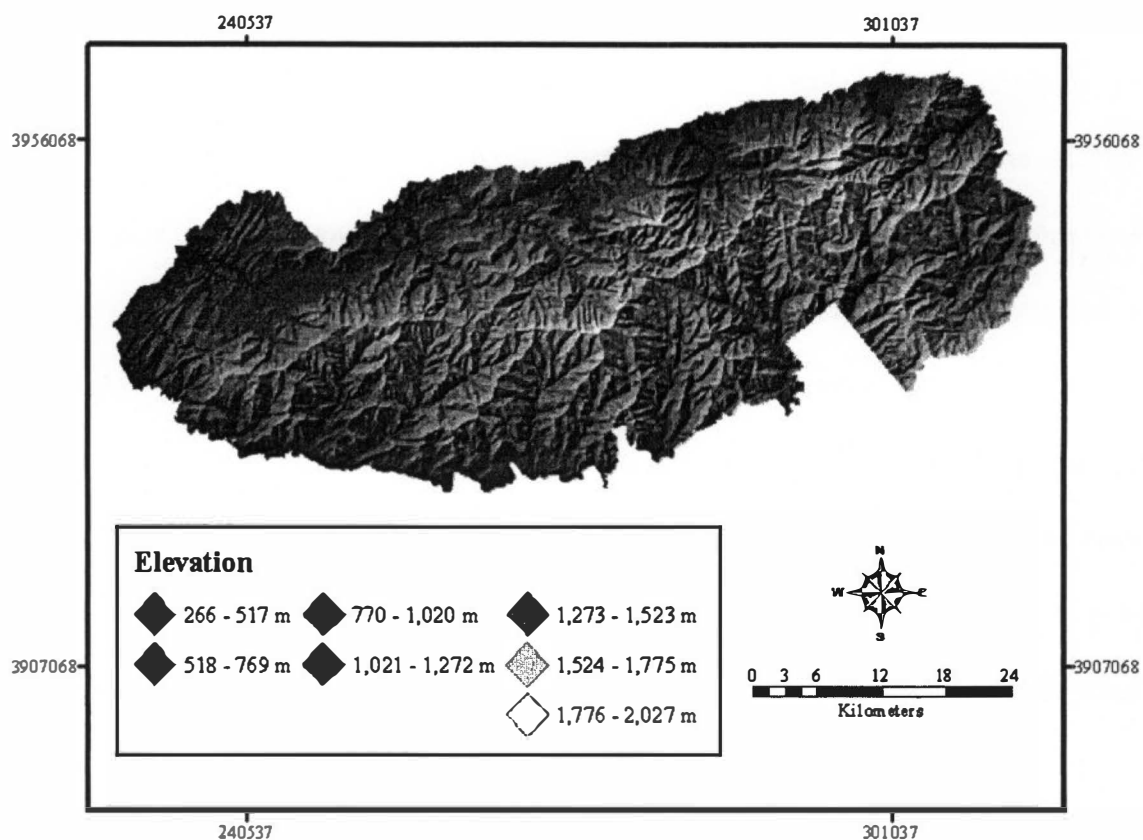 240537 301037
3956068 3956068
Elevation
266 - 517 m 770 - 1,020 m 1,273 - 1,523 m
518 - 769 m 1,021 - 1,272 m 1,524 - 1,775 m
1,776 - 2,027 m
N
W E
S
3907068 3907068
0 3 6 12 18 24
Kilometers
240537 301037